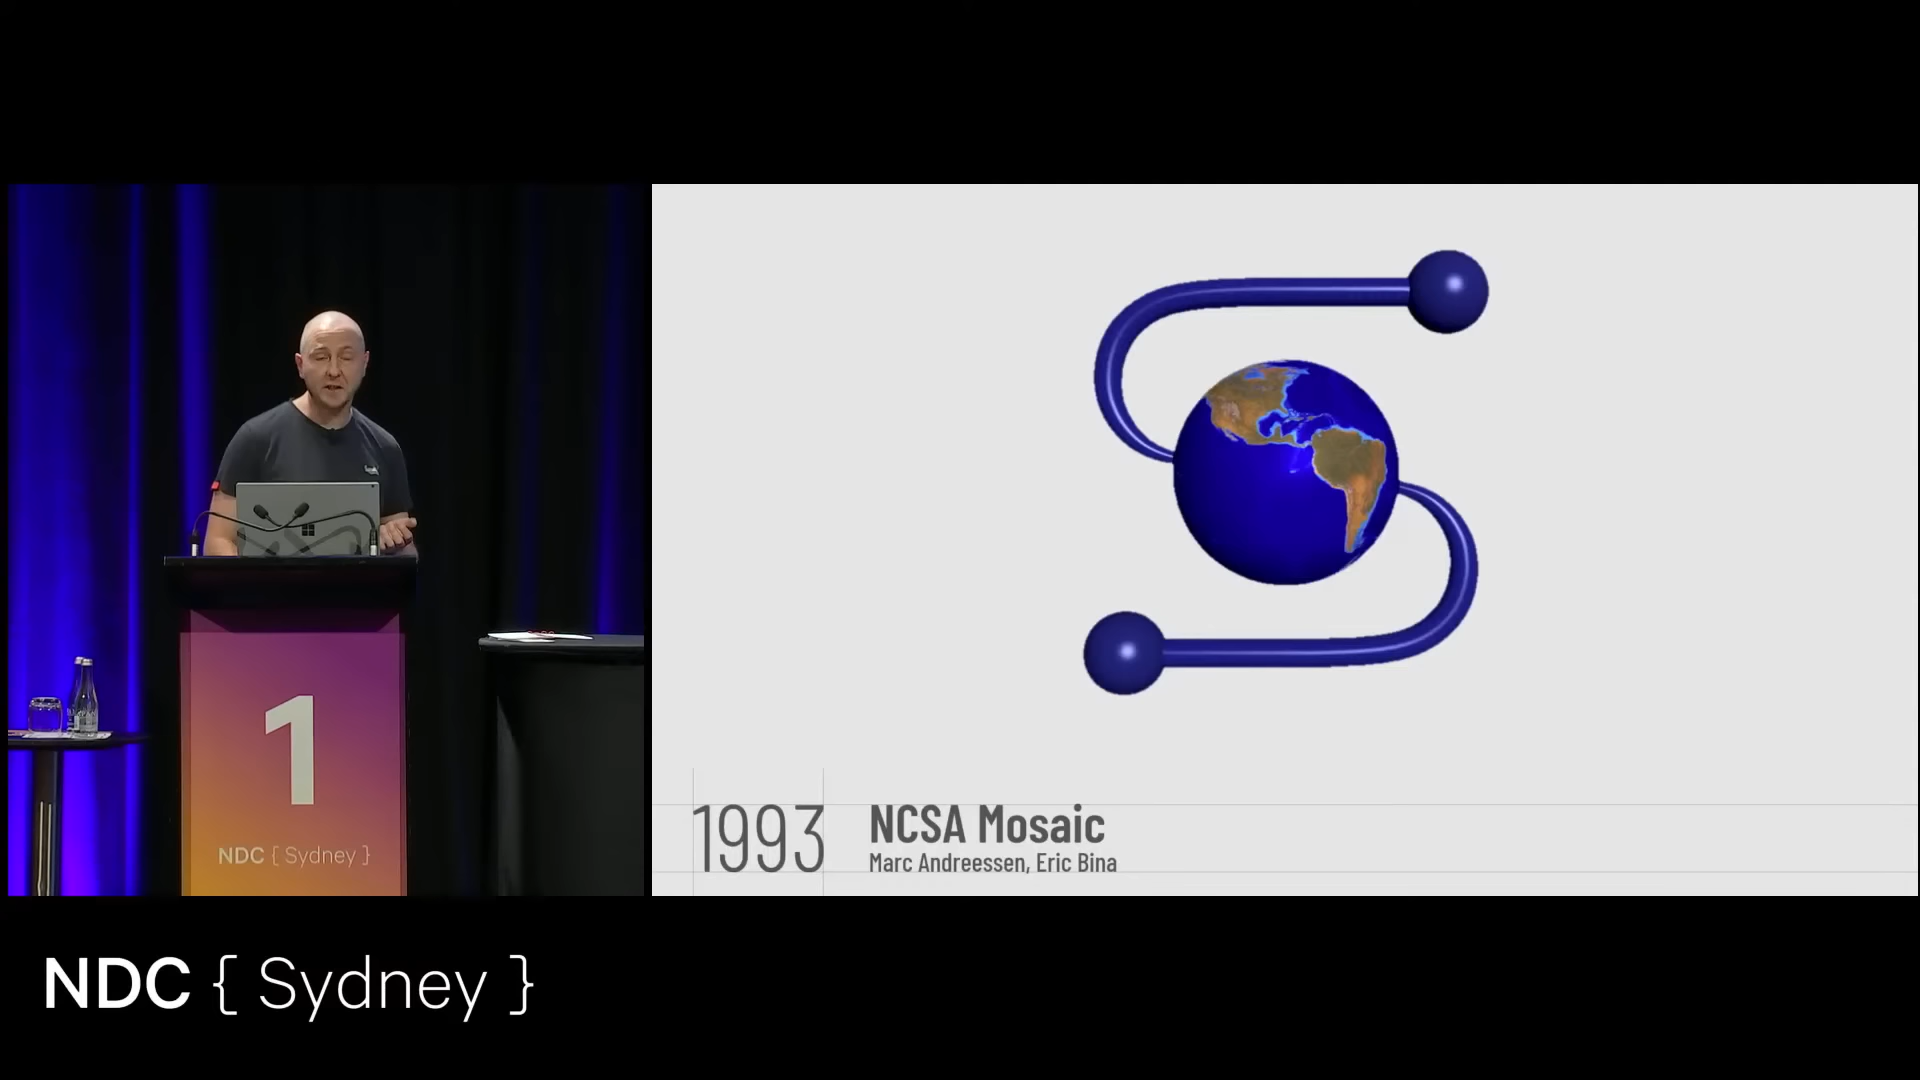 1
NDC { Sydney }
1993
NCSA Mosaic
Marc Andreessen, Eric Bina
NDC { Sydney }